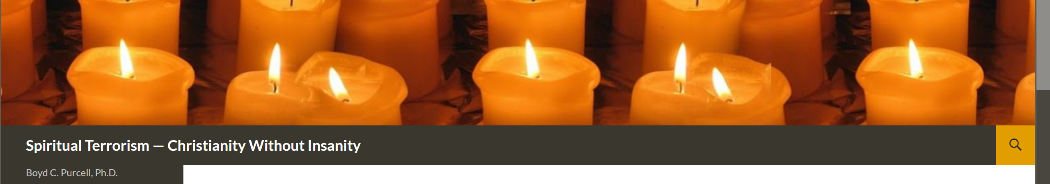 Spiritual Terrorism — Christianity Without Insanity
Boyd C. Purcell, Ph.D.